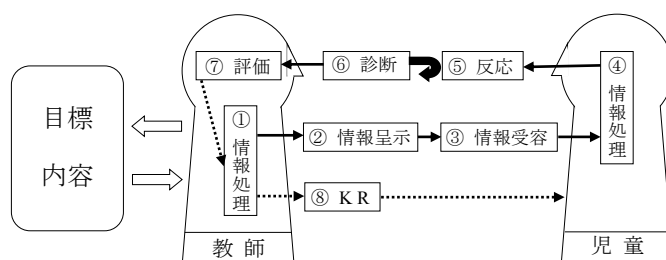 ⑦ 評価
⑥ 診断
⑤ 反応
④情報処理
目標
内容
①情報処理
② 情報呈示
③ 情報受容
⑧ KR
教 師
児 童